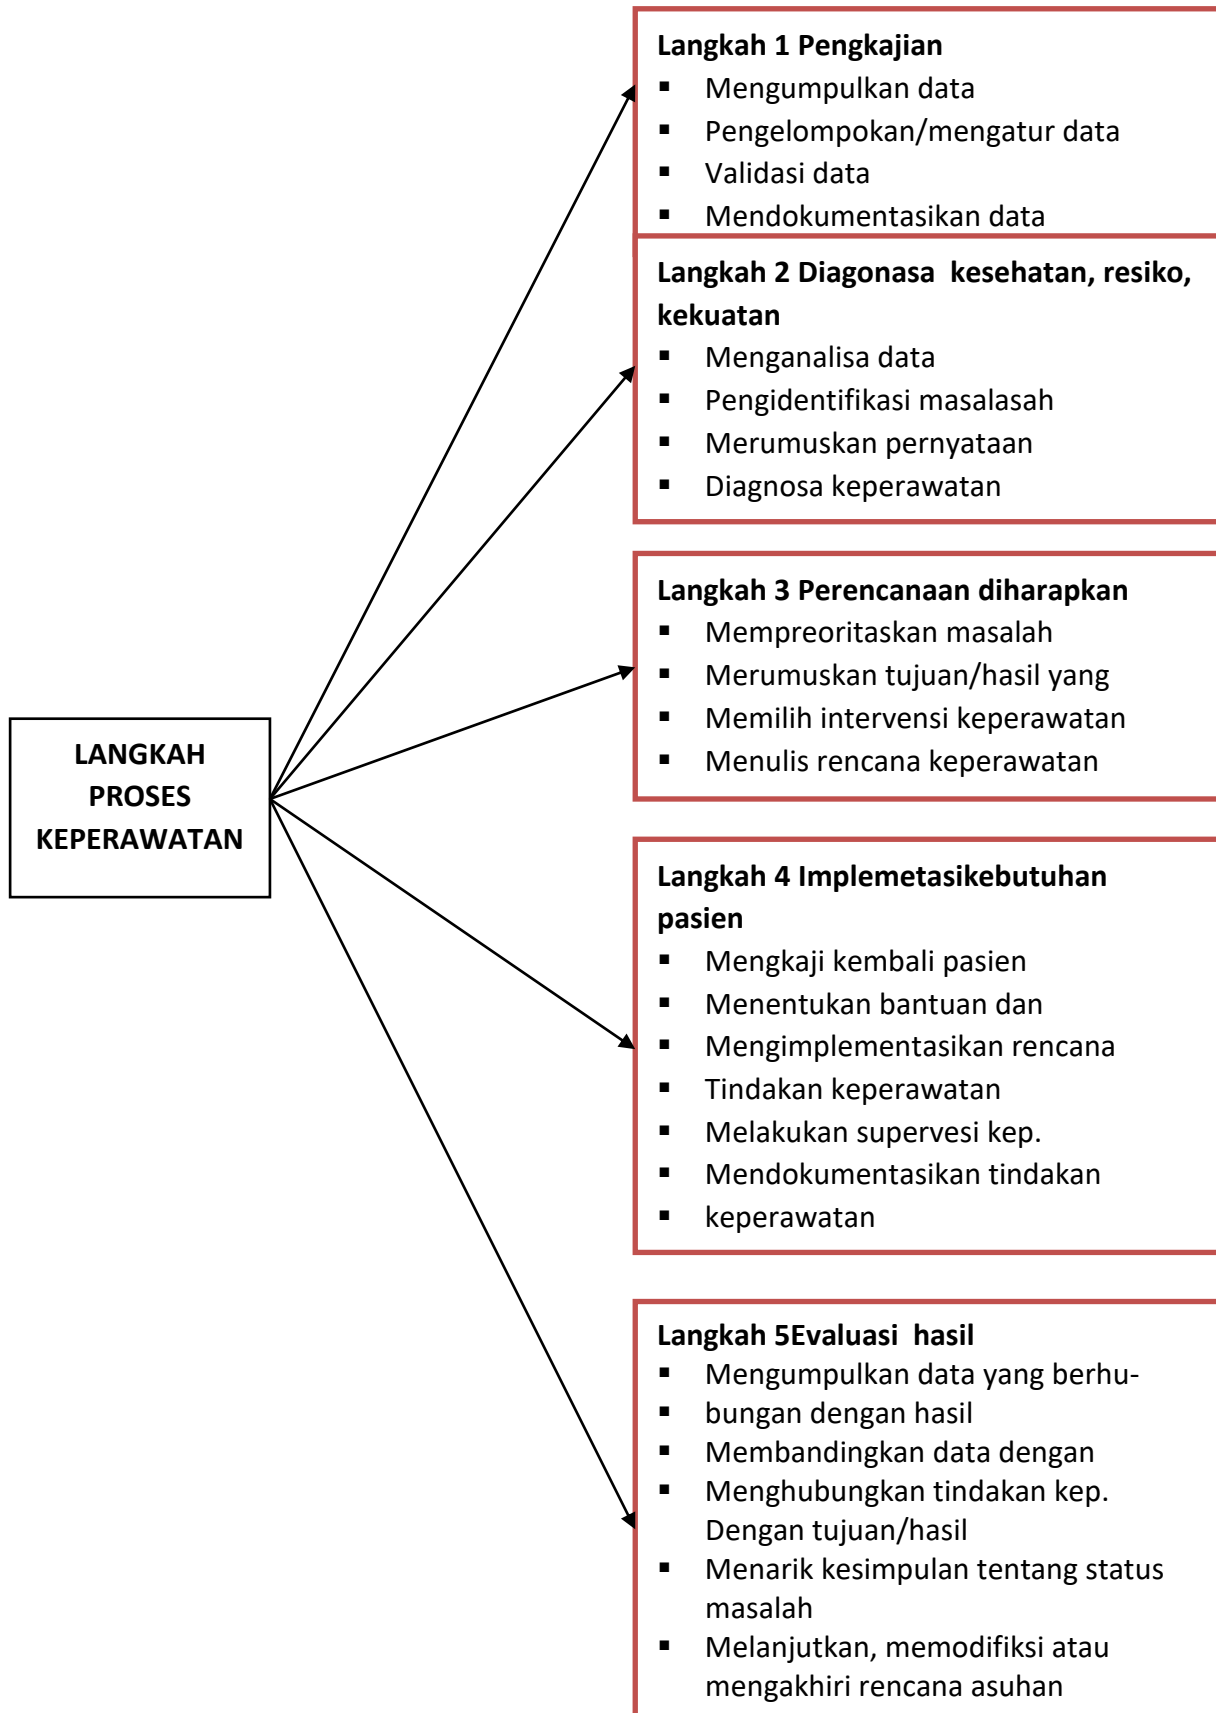 Langkah 1 Pengkajian
▪ Mengumpulkan data
▪ Pengelompokan/mengatur data
▪ Validasi data
▪ Mendokumentasikan data
Langkah 2 Diagonasa  kesehatan, resiko,
kekuatan
▪ Menganalisa data
▪ Pengidentifikasi masalasah
▪ Merumuskan pernyataan
▪ Diagnosa keperawatan
Langkah 3 Perencanaan diharapkan
▪ Mempreoritaskan masalah
▪ Merumuskan tujuan/hasil yang
▪ Memilih intervensi keperawatan
▪ Menulis rencana keperawatan
LANGKAH
PROSES
KEPERAWATAN
Langkah 4 Implemetasikebutuhan
pasien
▪ Mengkaji kembali pasien
▪ Menentukan bantuan dan
▪ Mengimplementasikan rencana
▪ Tindakan keperawatan
▪ Melakukan supervesi kep.
▪ Mendokumentasikan tindakan
▪ keperawatan
Langkah 5Evaluasi  hasil
▪ Mengumpulkan data yang berhu-
▪ bungan dengan hasil
▪ Membandingkan data dengan
▪ Menghubungkan tindakan kep.
Dengan tujuan/hasil
▪ Menarik kesimpulan tentang status
masalah
▪ Melanjutkan, memodifiksi atau
mengakhiri rencana asuhan